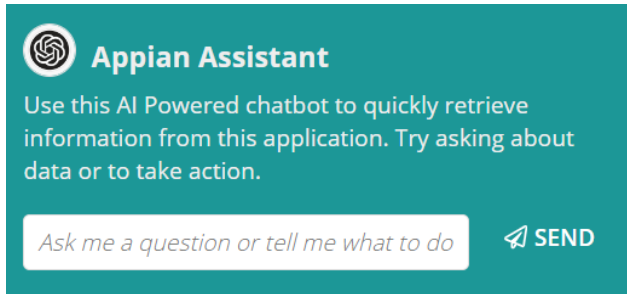 Appian Assistant
Use this AI Powered chatbot to quickly retrieve
information from this application. Try asking about
data or to take action.
Ask me a question or tell me what to do
SEND